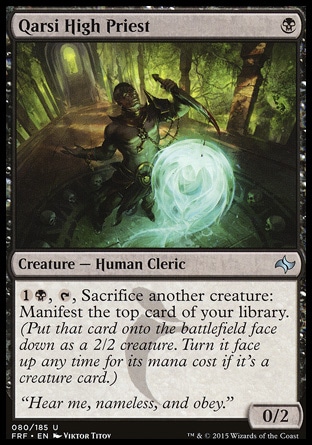 Qarsi High Priest
Creature — Human Cleric
1, , Sacrifice another creature:
Manifest the top card of your library.
(Put that card onto the battlefield face
down as a 2/2 creature. Turn it face
up any time for its mana cost if it's a
creature card.)
“Hear me, nameless, and obey.”
0/2
080/185 U
FRF • EN Viktor Titov
™ & © 2015 Wizards of the Coast